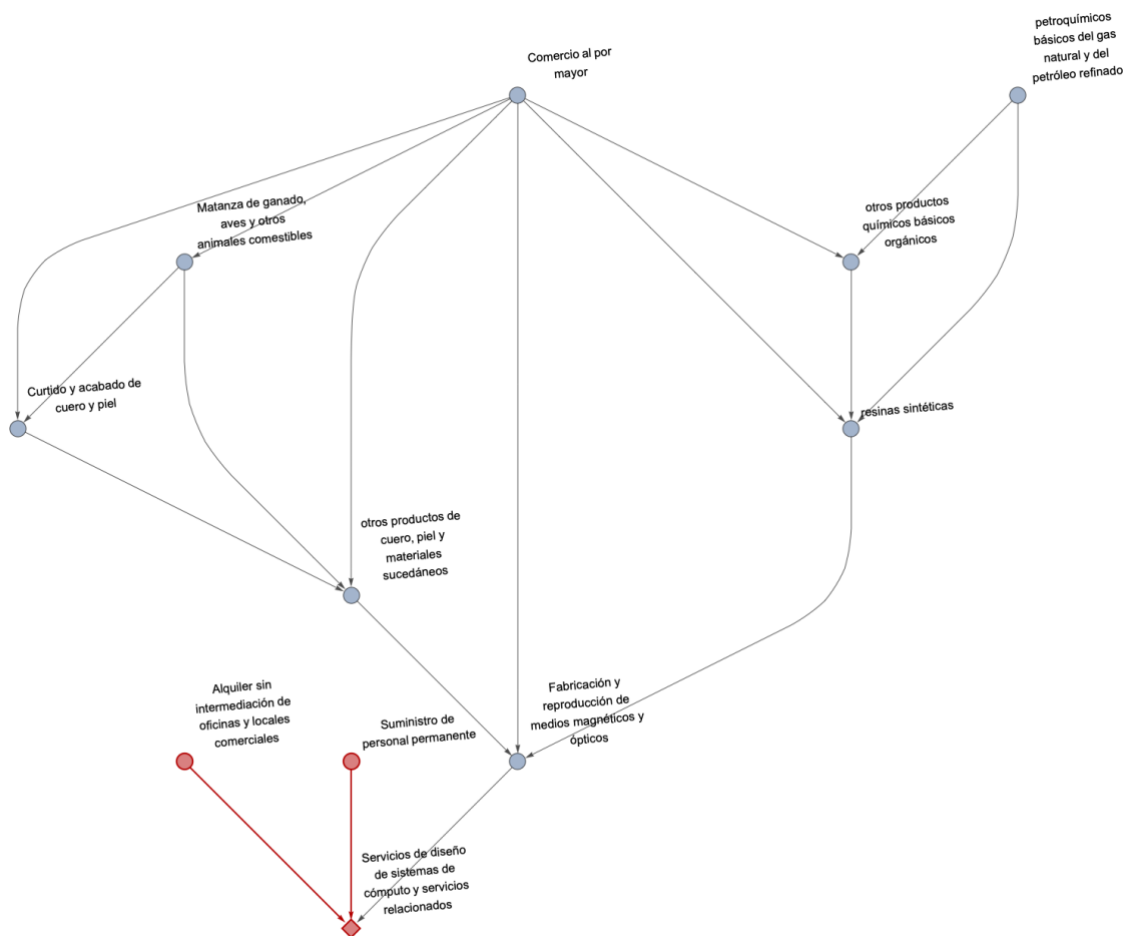 petroquímicos
básicos del gas
natural y del
petróleo refinado
Comercio al por
mayor
Matanza de ganado,
aves y otros
animales comestibles
otros productos
químicos básicos
orgánicos
Curtido y acabado de
cuero y piel
resinas sintéticas
otros productos de
cuero, piel y
materiales
sucedáneos
Alquiler sin
intermediación de
oficinas y locales
comerciales
Suministro de
personal permanente
Fabricación y
reproducción de
medios magnéticos y
ópticos
Servicios de diseño
de sistemas de
cómputo y servicios
relacionados